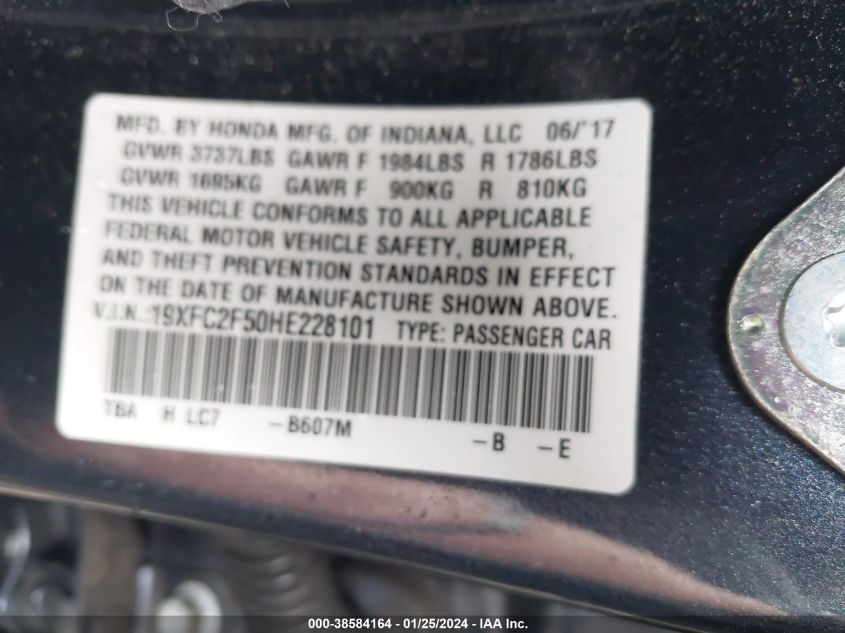 MFD. BY HONDA MFG. OF INDIANA, LLC 06/'17
GVWR 3737LBS GAWR F 1984LBS R 1786LBS
GVWR 1695KG GAWR F 900KG R 810KG
THIS VEHICLE CONFORMS TO ALL APPLICABLE
FEDERAL MOTOR VEHICLE SAFETY, BUMPER,
AND THEFT PREVENTION STANDARDS IN EFFECT
ON THE DATE OF MANUFACTURE SHOWN ABOVE.
V.I.N.:19XFC2F50HE228101 TYPE: PASSENGER CAR
TBA H LC7 -B607M -B -E
000-38584164 - 01/25/2024 - IAA Inc.